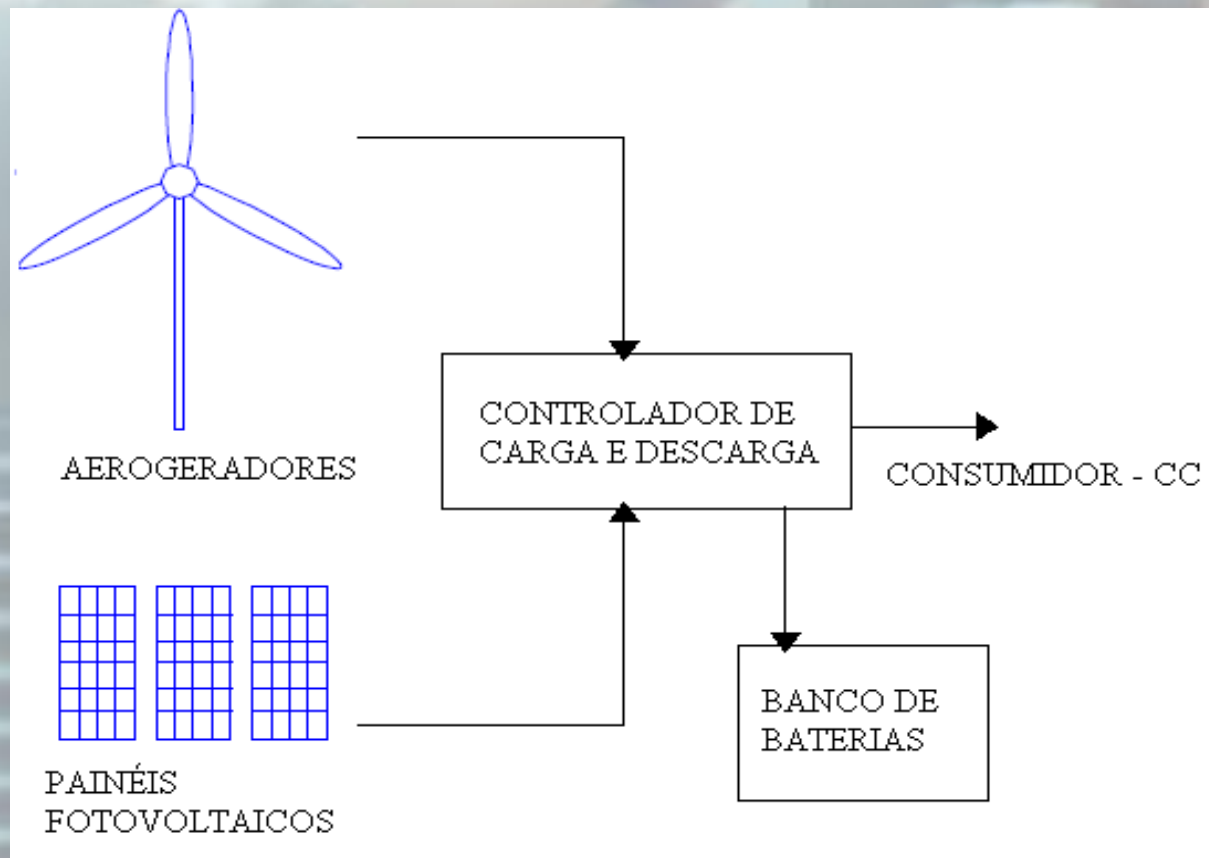 AEROGERADORES
CONTROLADOR DE
CARGA E DESCARGA
CONSUMIDOR - CC
PAINÉIS
FOTOVOLTAICOS
BANCO DE
BATERIAS